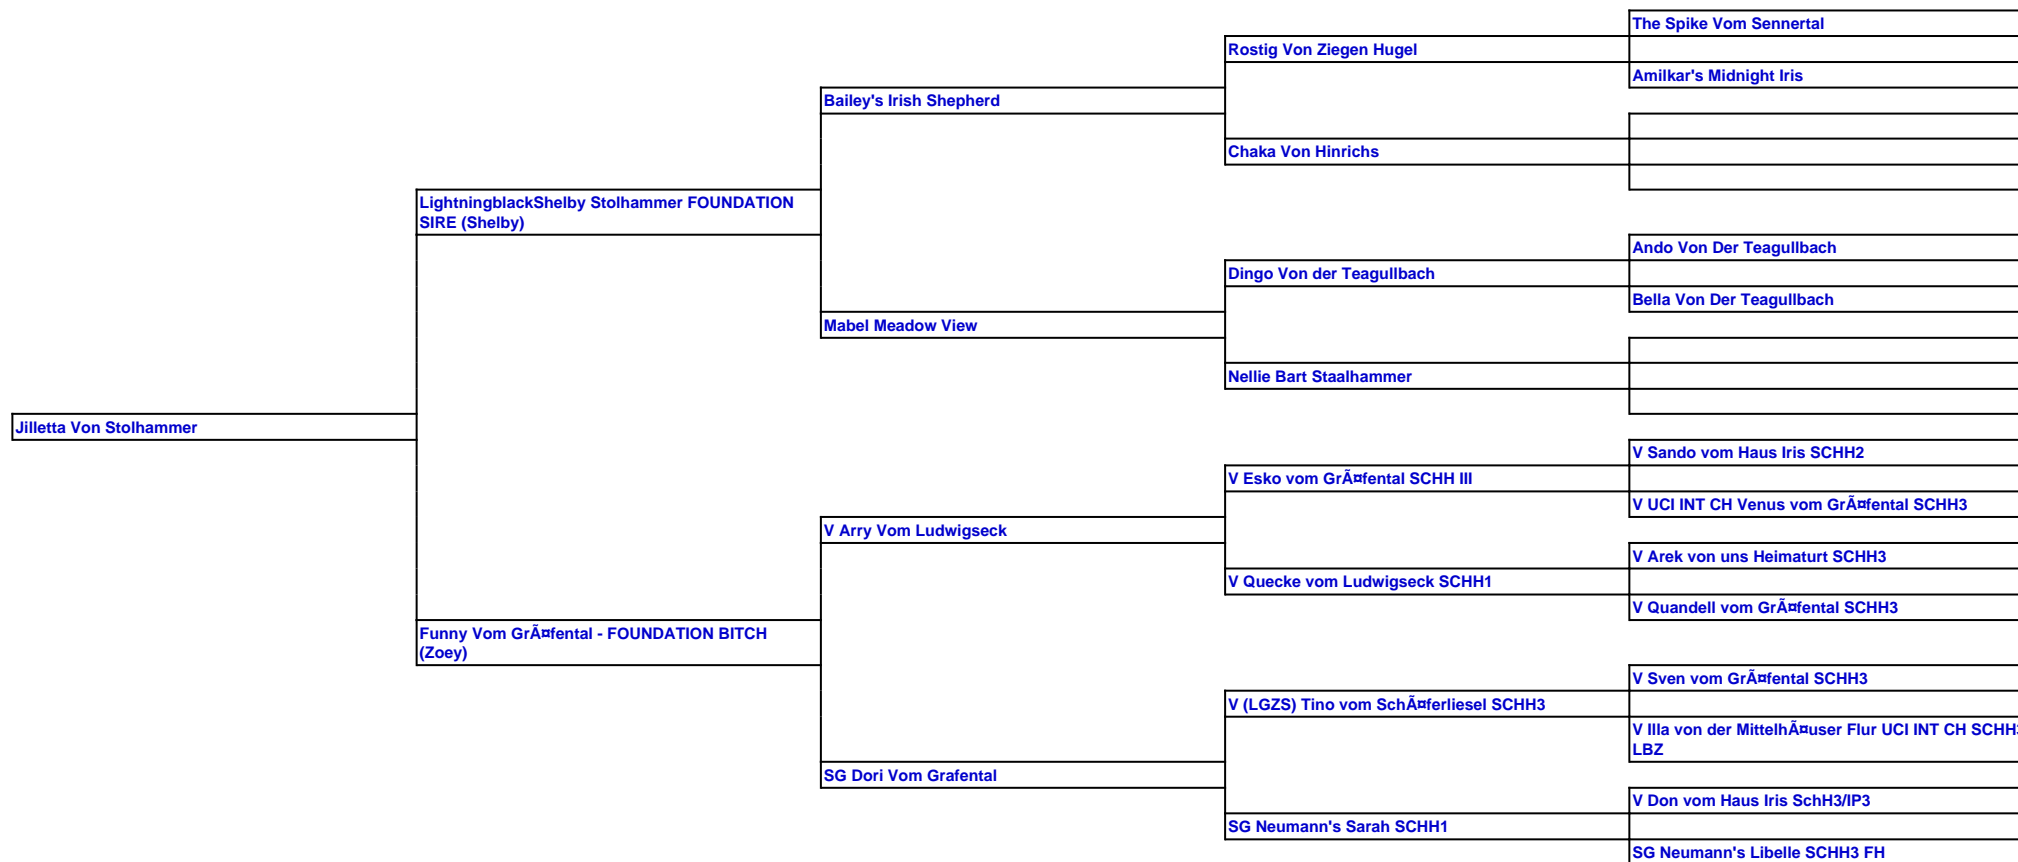 The Spike Vom Sennertal
Rostig Von Ziegen Hugel
Amilkar's Midnight Iris
Bailey's Irish Shepherd
Chaka Von Hinrichs
LightningblackShelby Stolhammer FOUNDATION
SIRE (Shelby)
Ando Von Der Teagullbach
Dingo Von der Teagullbach
Bella Von Der Teagullbach
Mabel Meadow View
Nellie Bart Staalhammer
Jilletta Von Stolhammer
V Sando vom Haus Iris SCHH2
V Esko vom GrÃ¤fental SCHH III
V UCI INT CH Venus vom GrÃ¤fental SCHH3
V Arry Vom Ludwigseck
V Arek von uns Heimaturt SCHH3
V Quecke vom Ludwigseck SCHH1
V Quandell vom GrÃ¤fental SCHH3
Funny Vom GrÃ¤fental - FOUNDATION BITCH
(Zoey)
V Sven vom GrÃ¤fental SCHH3
V (LGZS) Tino vom SchÃ¤ferliesel SCHH3
V Illa von der MittelhÃ¤user Flur UCI INT CH SCHH3
LBZ
SG Dori Vom Grafental
V Don vom Haus Iris SchH3/IP3
SG Neumann's Sarah SCHH1
SG Neumann's Libelle SCHH3 FH